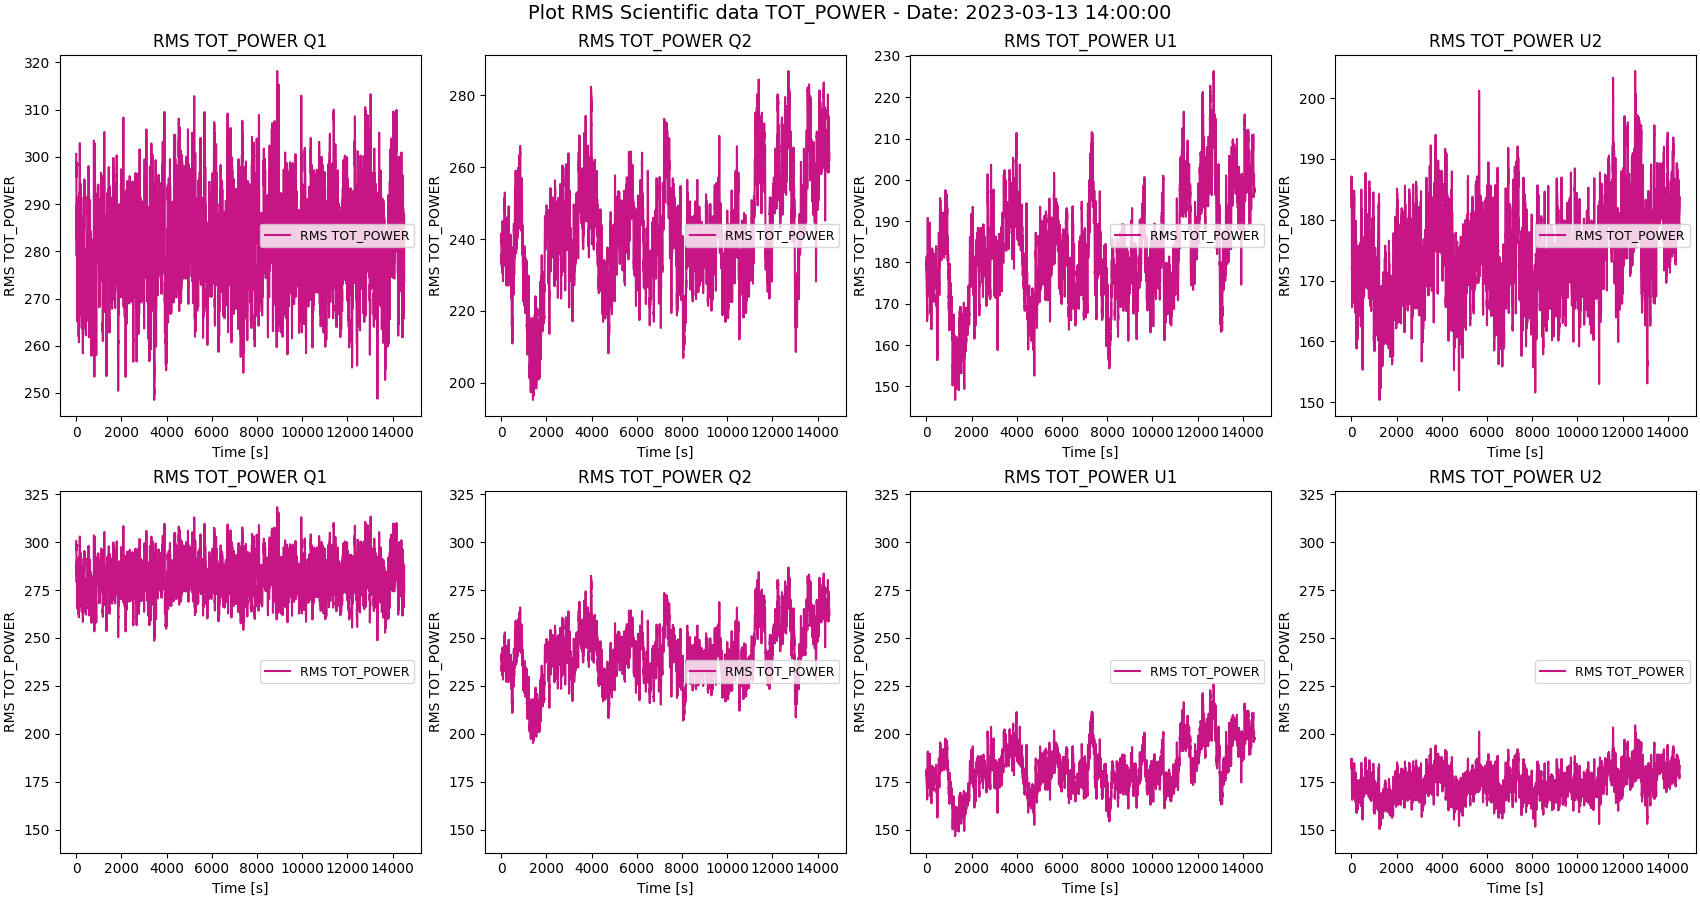 Plot RMS Scientific data TOT_POWER - Date: 2023-03-13 14:00:00
RMS TOT_POWER Q1
RMS TOT_POWER
320
310
300
290
280
270
260
250
RMS TOT_POWER
0 2000 4000 6000 8000 10000 12000 14000
Time [s]
RMS TOT_POWER Q2
RMS TOT_POWER
280
260
240
220
200
RMS TOT_POWER
0 2000 4000 6000 8000 10000 12000 14000
Time [s]
RMS TOT_POWER U1
RMS TOT_POWER
230
220
210
200
190
180
170
160
150
RMS TOT_POWER
0 2000 4000 6000 8000 10000 12000 14000
Time [s]
RMS TOT_POWER U2
RMS TOT_POWER
200
190
180
170
160
150
RMS TOT_POWER
0 2000 4000 6000 8000 10000 12000 14000
Time [s]
RMS TOT_POWER Q1
RMS TOT_POWER
325
300
275
250
225
200
175
150
RMS TOT_POWER
0 2000 4000 6000 8000 10000 12000 14000
Time [s]
RMS TOT_POWER Q2
RMS TOT_POWER
325
300
275
250
225
200
175
150
RMS TOT_POWER
0 2000 4000 6000 8000 10000 12000 14000
Time [s]
RMS TOT_POWER U1
RMS TOT_POWER
325
300
275
250
225
200
175
150
RMS TOT_POWER
0 2000 4000 6000 8000 10000 12000 14000
Time [s]
RMS TOT_POWER U2
RMS TOT_POWER
325
300
275
250
225
200
175
150
RMS TOT_POWER
0 2000 4000 6000 8000 10000 12000 14000
Time [s]